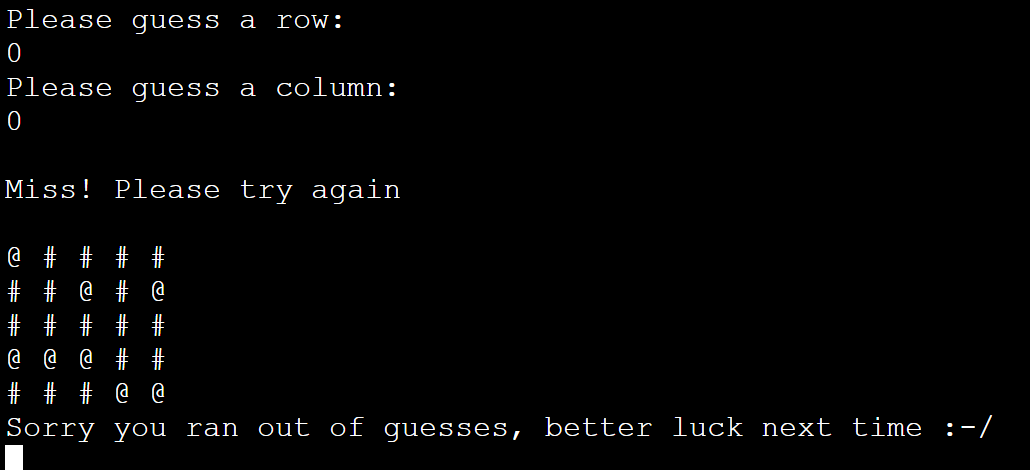 Please guess a row:
0
Please guess a column:
0
Miss! Please try again
@ # # # #
# # @ # @
# # # # #
@ @ @ # #
# # # @ @
Sorry you ran out of guesses, better luck next time :-/